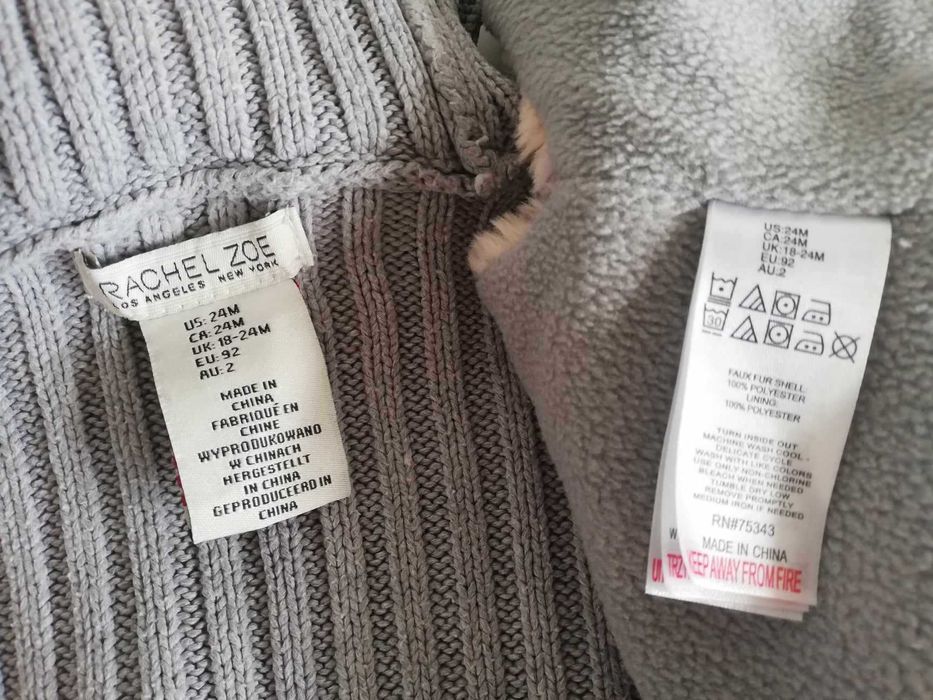 RACHEL ZOE
LOS ANGELES NEW YORK
US: 24M
CA: 24M
UK: 18-24M
EU: 92
AU: 2
MADE IN
CHINA
FABRIQUÉ EN
CHINE
WYPRODUKOWANO
W CHINACH
HERGESTELLT
IN CHINA
GEPRODUCEERD IN
CHINA
US:24M
CA:24M
UK:18-24M
EU:92
AU:2
30
FAUX FUR SHELL
100% POLYESTER
LINING:
100% POLYESTER
TURN INSIDE OUT
MACHINE WASH COOL -
DELICATE CYCLE
WASH WITH LIKE COLORS
USE ONLY NON-CHLORINE
BLEACH WHEN NEEDED
TUMBLE DRY LOW
REMOVE PROMPTLY
MEDIUM IRON IF NEEDED
RN#75343
MADE IN CHINA
KEEP AWAY FROM FIRE